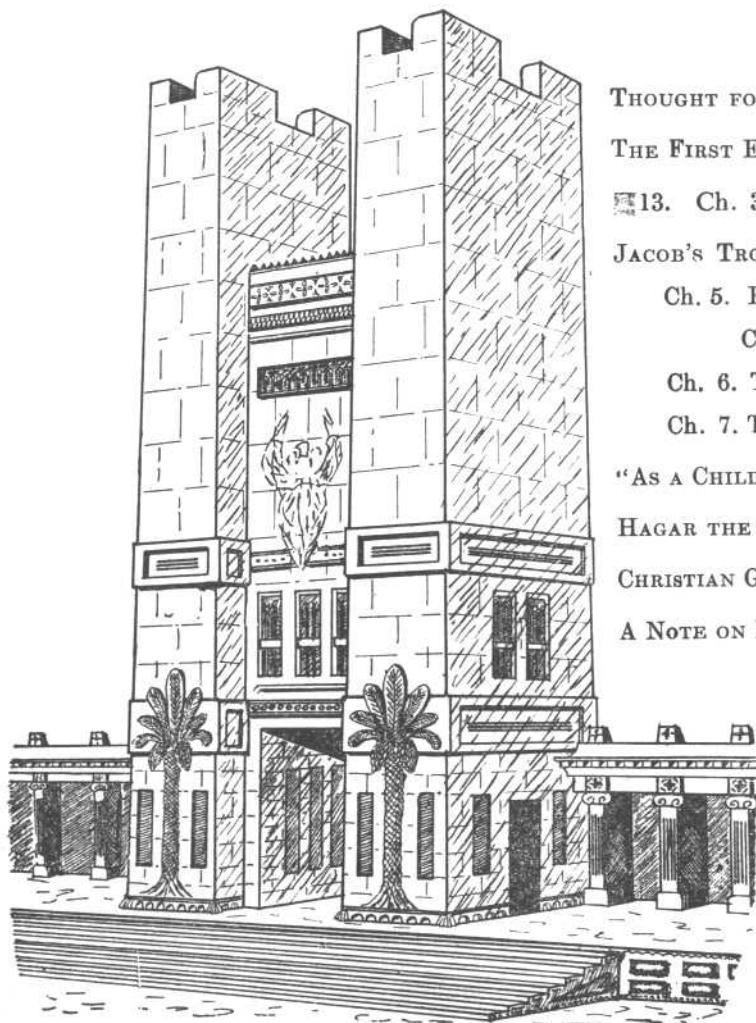 THOUGHT FO
THE FIRST E
13. Ch. 3
JACOB'S TRO
Ch. 5. 
C
Ch. 6. T
Ch. 7. T
"AS A CHILD
HAGAR THE
CHRISTIAN G
A NOTE ON